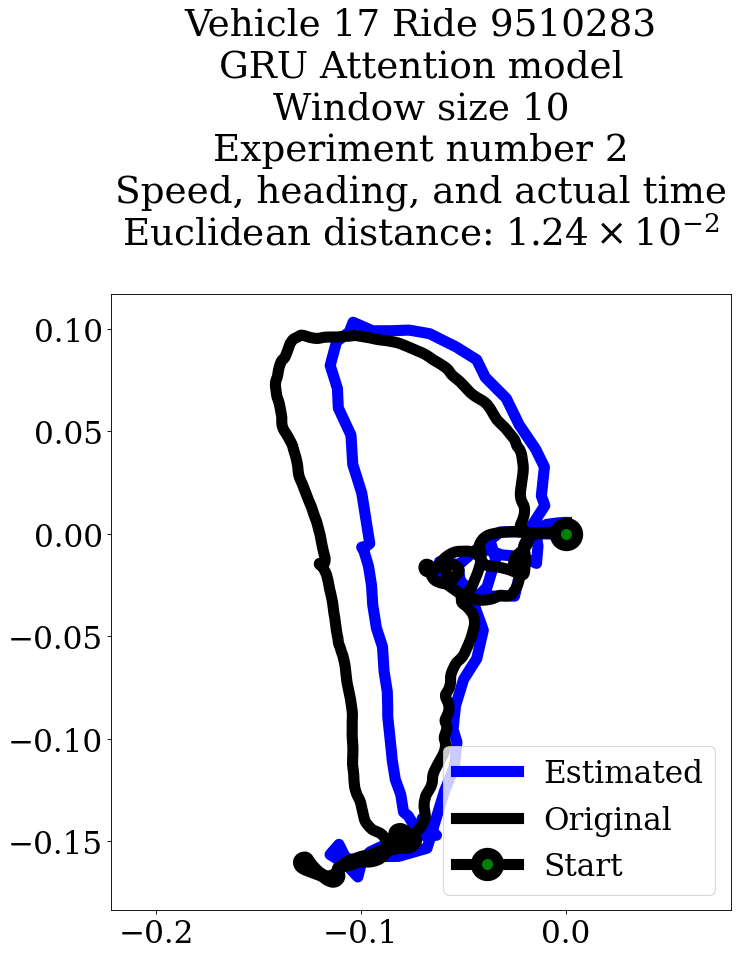 Vehicle 17 Ride 9510283
GRU Attention model
Window size 10
Experiment number 2
Speed, heading, and actual time
Euclidean distance: 1.24 × 10⁻²
0.10
0.05
0.00
−0.05
−0.10
−0.15
Estimated
Original
Start
−0.2
−0.1
0.0